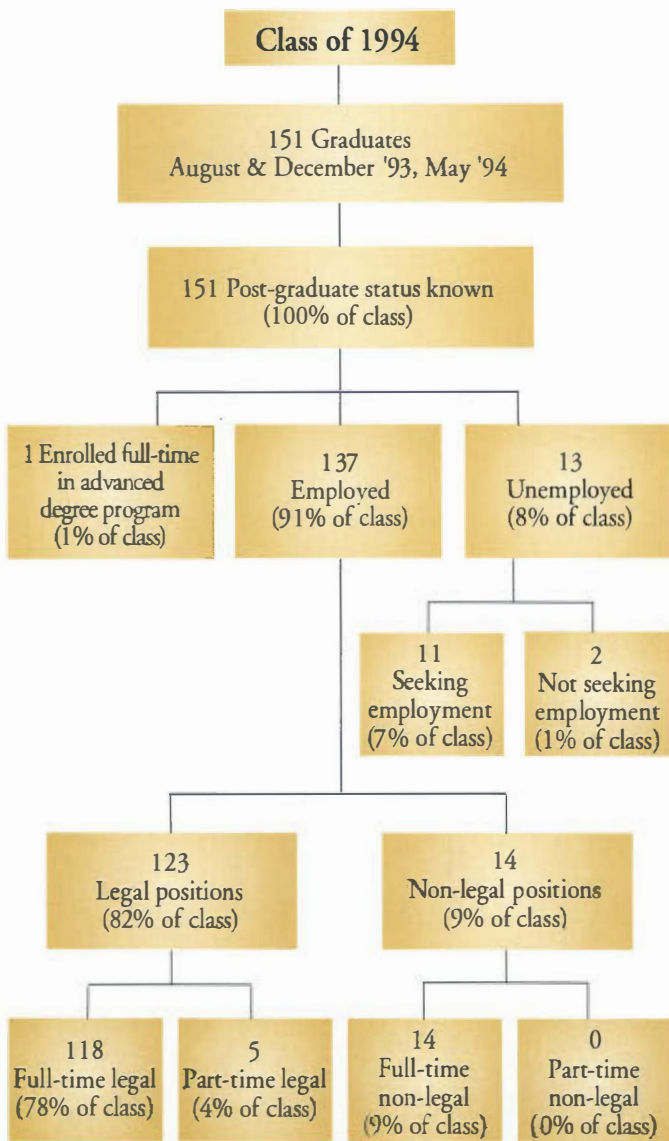 Class of 1994
151 Graduates
August & December '93, May '94
151 Post-graduate status known
(100% of class)
1 Enrolled full-time
in advanced
degree program
(1% of class)
137
Employed
(91% of class)
13
Unemployed
(8% of class)
11
Seeking
employment
(7% of class)
2
Not seeking
employment
(1% of class)
123
Legal positions
(82% of class)
14
Non-legal positions
(9% of class)
118
Full-time legal
(78% of class)
5
Part-time legal
(4% of class)
14
Full-time
non-legal
(9% of class)
0
Part-time
non-legal
(0% of class)